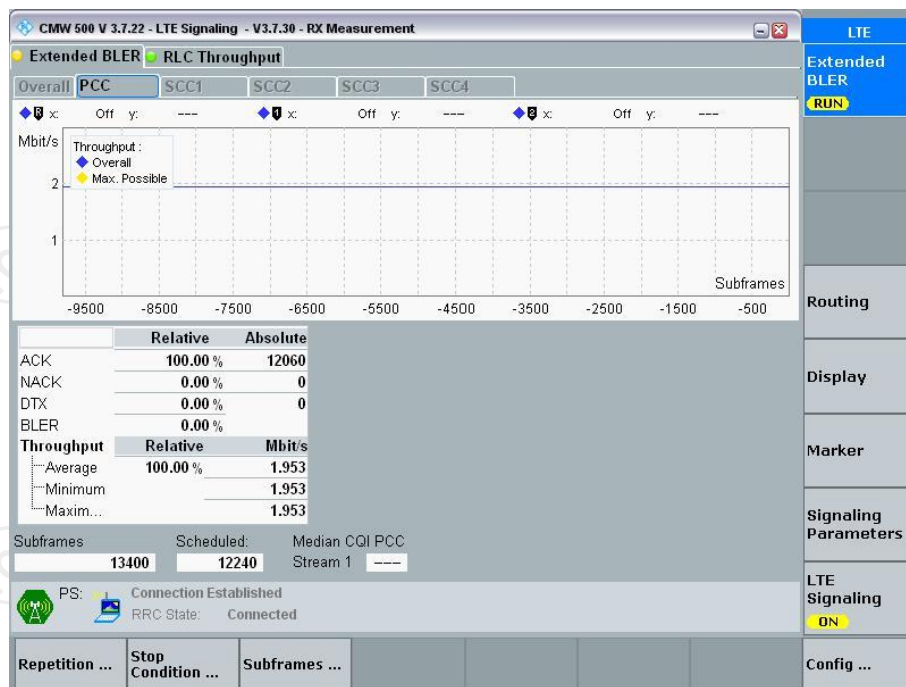 CMW 500 V 3.7.22 - LTE Signaling - V3.7.30 - RX Measurement
LTE
Extended BLER RLC Throughput
Extended BLER
RUN
Overall PCC SCC1 SCC2 SCC3 SCC4
R x: Off y: --- 1 x: Off y: --- 2 x: Off y: ---
Mbit/s
Throughput :
Overall
Max. Possible
2
1
Subframes
-9500 -8500 -7500 -6500 -5500 -4500 -3500 -2500 -1500 -500
Relative Absolute
ACK 100.00 % 12060
NACK 0.00 % 0
DTX 0.00 % 0
BLER 0.00 %
Throughput Relative Mbit/s
Average 100.00 % 1.953
Minimum 1.953
Maxim... 1.953
Subframes Scheduled: Median CQI PCC
13400 12240 Stream 1 ---
PS: Connection Established
RRC State: Connected
Routing
Display
Marker
Signaling
Parameters
LTE
Signaling
ON
Repetition ... Stop Condition ... Subframes ... Config ...